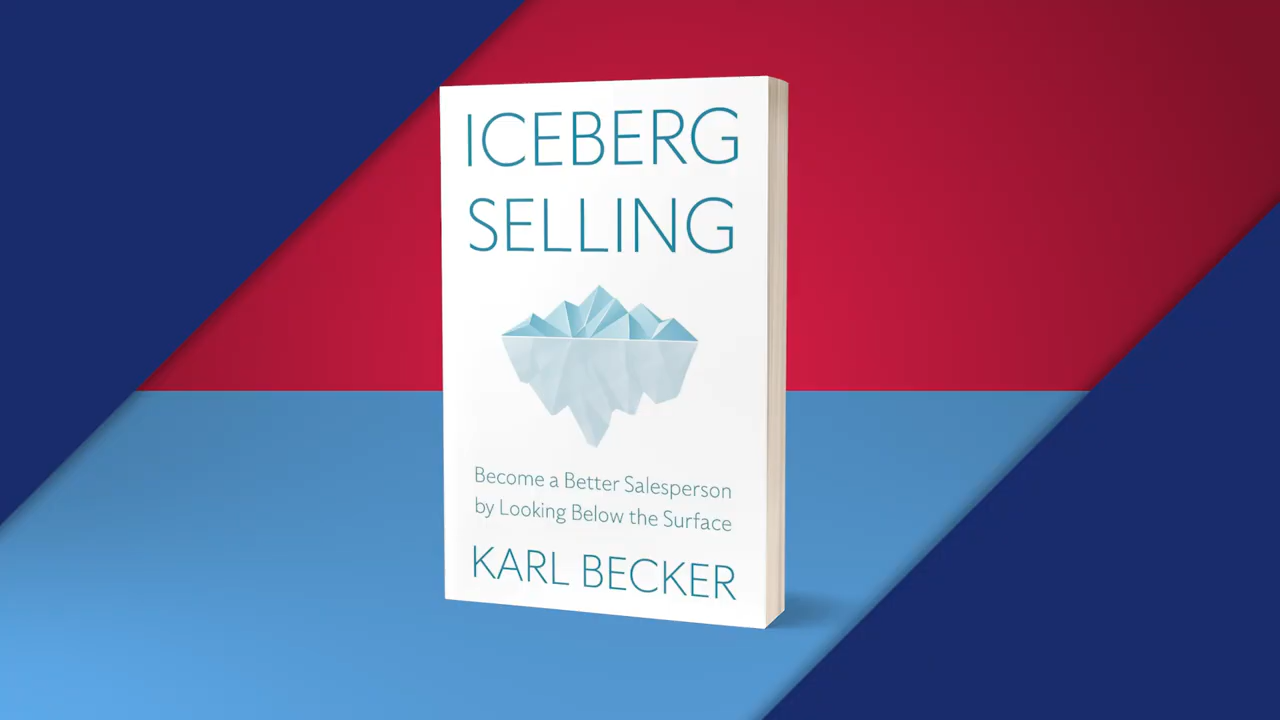 ICEBERG
SELLING
Become a Better Salesperson
by Looking Below the Surface
KARL BECKER